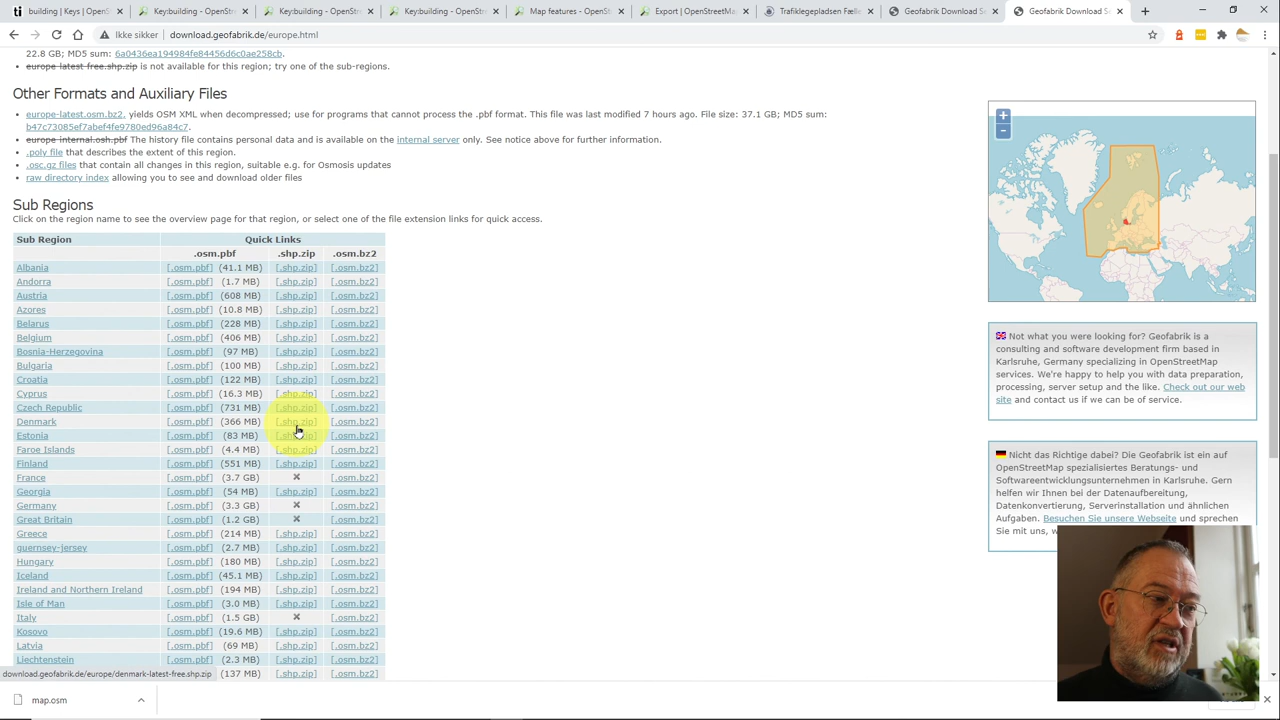 building | Keys | OpenSt
Key:building - OpenStre
Key:building - OpenStre
Key:building - OpenStre
Map features - OpenStr
Export | OpenStreetMa
Trafiklegepladsen Fælle
Geofabrik Download Se
Geofabrik Download Se
Ikke sikker | download.geofabrik.de/europe.html
22.8 GB; MD5 sum: 6a0436ea194984fe84456d6c0ae258cb.
europe-latest-free.shp.zip is not available for this region; try one of the sub-regions.
Other Formats and Auxiliary Files
europe-latest.osm.bz2, yields OSM XML when decompressed; use for programs that cannot process the .pbf format. This file was last modified 7 hours ago. File size: 37.1 GB; MD5 sum:
b47c73085ef7abef4fe9780ed96a84c7.
europe-internal.osh.pbf The history file contains personal data and is available on the internal server only. See notice above for further information.
.poly file that describes the extent of this region.
.osc.gz files that contain all changes in this region, suitable e.g. for Osmosis updates
raw directory index allowing you to see and download older files
Sub Regions
Click on the region name to see the overview page for that region, or select one of the file extension links for quick access.
Sub Region Quick Links
.osm.pbf .shp.zip .osm.bz2
Albania [.osm.pbf] (41.1 MB) [.shp.zip] [.osm.bz2]
Andorra [.osm.pbf] (1.7 MB) [.shp.zip] [.osm.bz2]
Austria [.osm.pbf] (608 MB) [.shp.zip] [.osm.bz2]
Azores [.osm.pbf] (10.8 MB) [.shp.zip] [.osm.bz2]
Belarus [.osm.pbf] (228 MB) [.shp.zip] [.osm.bz2]
Belgium [.osm.pbf] (406 MB) [.shp.zip] [.osm.bz2]
Bosnia-Herzegovina [.osm.pbf] (97 MB) [.shp.zip] [.osm.bz2]
Bulgaria [.osm.pbf] (100 MB) [.shp.zip] [.osm.bz2]
Croatia [.osm.pbf] (122 MB) [.shp.zip] [.osm.bz2]
Cyprus [.osm.pbf] (16.3 MB) [.shp.zip] [.osm.bz2]
Czech Republic [.osm.pbf] (731 MB) [.shp.zip] [.osm.bz2]
Denmark [.osm.pbf] (366 MB) [.shp.zip] [.osm.bz2]
Estonia [.osm.pbf] (83 MB) [.shp.zip] [.osm.bz2]
Faroe Islands [.osm.pbf] (4.4 MB) [.shp.zip] [.osm.bz2]
Finland [.osm.pbf] (551 MB) [.shp.zip] [.osm.bz2]
France [.osm.pbf] (3.7 GB) ✖ [.osm.bz2]
Georgia [.osm.pbf] (54 MB) [.shp.zip] [.osm.bz2]
Germany [.osm.pbf] (3.3 GB) ✖ [.osm.bz2]
Great Britain [.osm.pbf] (1.2 GB) ✖ [.osm.bz2]
Greece [.osm.pbf] (214 MB) [.shp.zip] [.osm.bz2]
guernsey-jersey [.osm.pbf] (2.7 MB) [.shp.zip] [.osm.bz2]
Hungary [.osm.pbf] (180 MB) [.shp.zip] [.osm.bz2]
Iceland [.osm.pbf] (45.1 MB) [.shp.zip] [.osm.bz2]
Ireland and Northern Ireland [.osm.pbf] (194 MB) [.shp.zip] [.osm.bz2]
Isle of Man [.osm.pbf] (3.0 MB) [.shp.zip] [.osm.bz2]
Italy [.osm.pbf] (1.5 GB) ✖ [.osm.bz2]
Kosovo [.osm.pbf] (19.6 MB) [.shp.zip] [.osm.bz2]
Latvia [.osm.pbf] (69 MB) [.shp.zip] [.osm.bz2]
Liechtenstein [.osm.pbf] (2.3 MB) [.shp.zip] [.osm.bz2]
(137 MB) [.shp.zip] [.osm.bz2]
download.geofabrik.de/europe/denmark-latest-free.shp.zip
Not what you were looking for? Geofabrik is a
consulting and software development firm based in
Karlsruhe, Germany specializing in OpenStreetMap
services. We're happy to help you with data preparation,
processing, server setup and the like. Check out our web
site and contact us if we can be of service.
Nicht das Richtige dabei? Die Geofabrik ist ein auf
OpenStreetMap spezialisiertes Beratungs- und
Softwareentwicklungsunternehmen in Karlsruhe. Gern
helfen wir Ihnen bei der Datenaufbereitung,
Datenkonvertierung, Serverinstallation und ähnlichen
Aufgaben. Besuchen Sie unsere Webseite und sprechen
Sie mit uns, w
map.osm